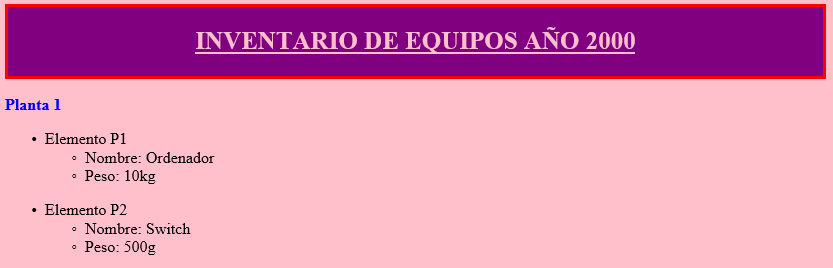 INVENTARIO DE EQUIPOS AÑO 2000
Planta 1
• Elemento P1
◦ Nombre: Ordenador
◦ Peso: 10kg
• Elemento P2
◦ Nombre: Switch
◦ Peso: 500g